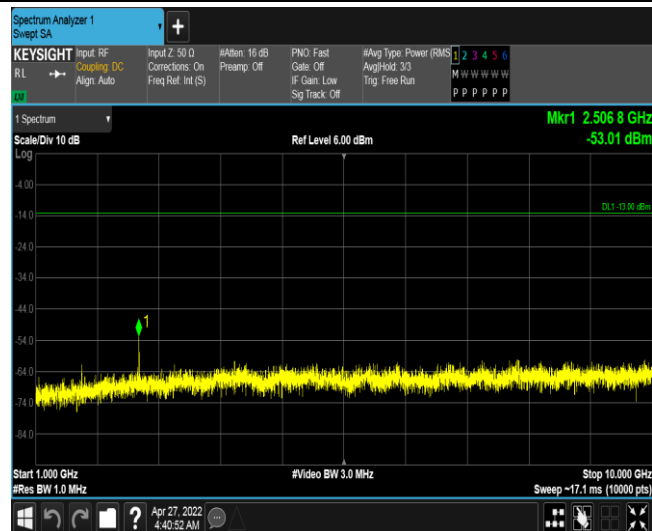 Spectrum Analyzer 1
Swept SA
+
KEYSIGHT
RL
LXI
Input: RF
Coupling: DC
Align: Auto
Input Z: 50 Ω
Corrections: On
Freq Ref: Int (S)
#Atten: 16 dB
Preamp: Off
PNO: Fast
Gate: Off
IF Gain: Low
Sig Track: Off
#Avg Type: Power (RMS
Avg|Hold: 3/3
Trig: Free Run
1 2 3 4 5 6
M W W W W W
P P P P P P
1 Spectrum
Mkr1 2.506 8 GHz
Scale/Div 10 dB
Ref Level 6.00 dBm
-53.01 dBm
Log
-4.00
DL1 -13.00 dBm
-14.0
-24.0
-34.0
-44.0
1
-54.0
-64.0
-74.0
-84.0
Start 1.000 GHz
#Video BW 3.0 MHz
Stop 10.000 GHz
#Res BW 1.0 MHz
Sweep ~17.1 ms (10000 pts)
?
Apr 27, 2022
4:40:52 AM